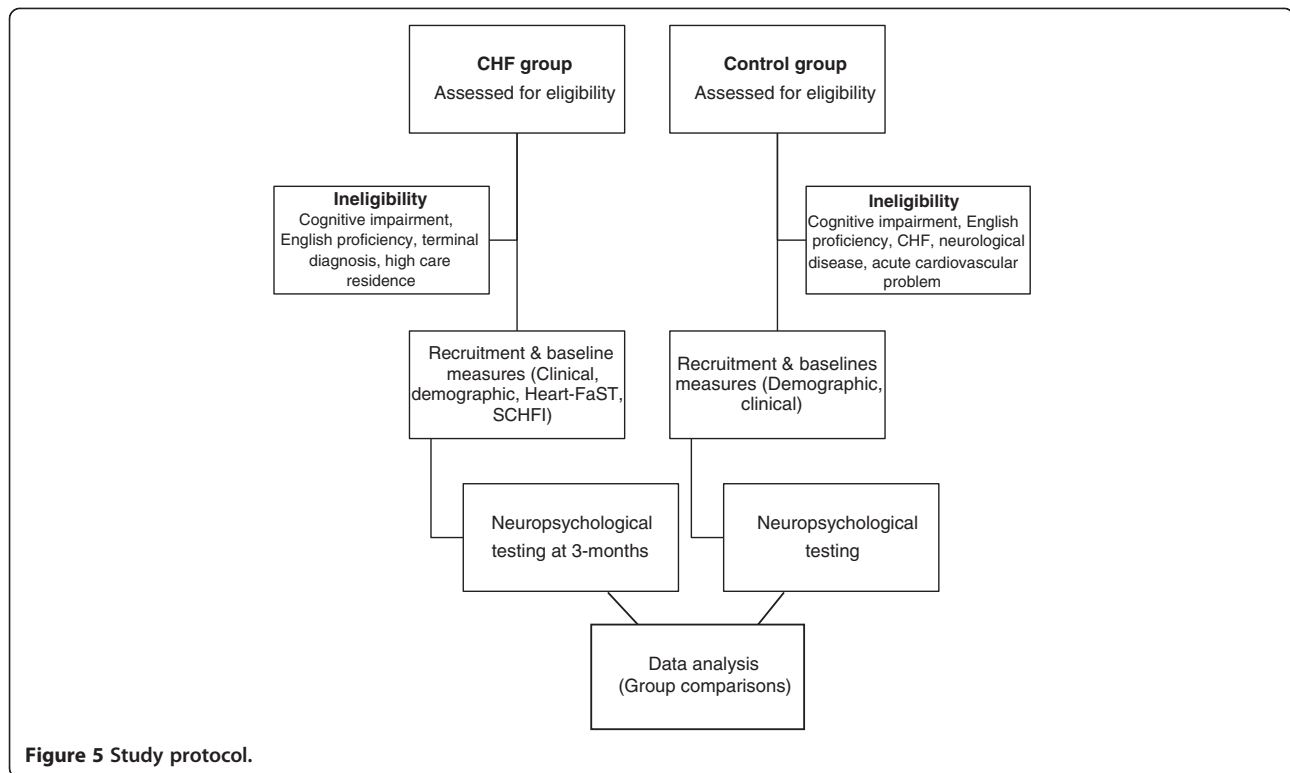 CHF group
Assessed for eligibility
Control group
Assessed for eligibility
Ineligibility
Cognitive impairment,
English proficiency, terminal
diagnosis, high care
residence
Ineligibility
Cognitive impairment, English
proficiency, CHF, neurological
disease, acute cardiovascular
problem
Recruitment & baseline
measures (Clinical,
demographic, Heart-FaST,
SCHFI)
Recruitment & baselines
measures (Demographic,
clinical)
Neuropsychological
testing at 3-months
Neuropsychological
testing
Data analysis
(Group comparisons)
Figure 5 Study protocol.